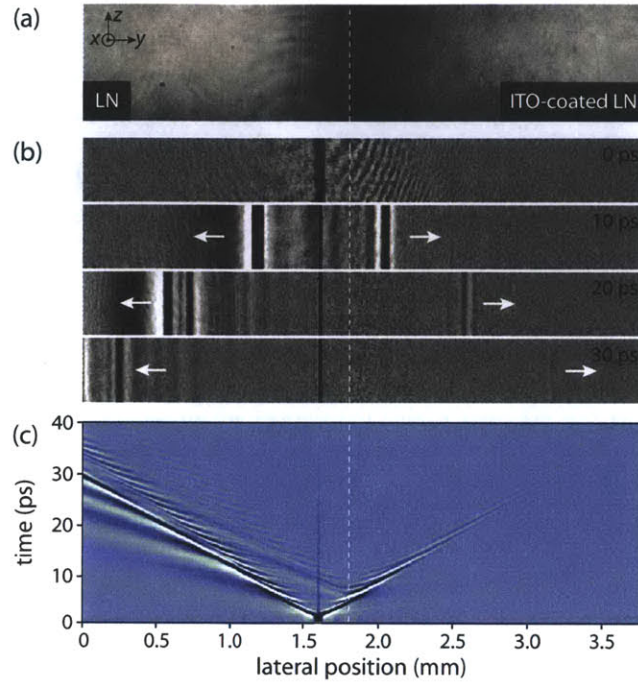 (a)
z
x
y
LN
ITO-coated LN
(b)
0 ps
10 ps
20 ps
30 ps
(c)
40
30
20
10
0
time (ps)
0 0.5 1.0 1.5 2.0 2.5 3.0 3.5
lateral position (mm)